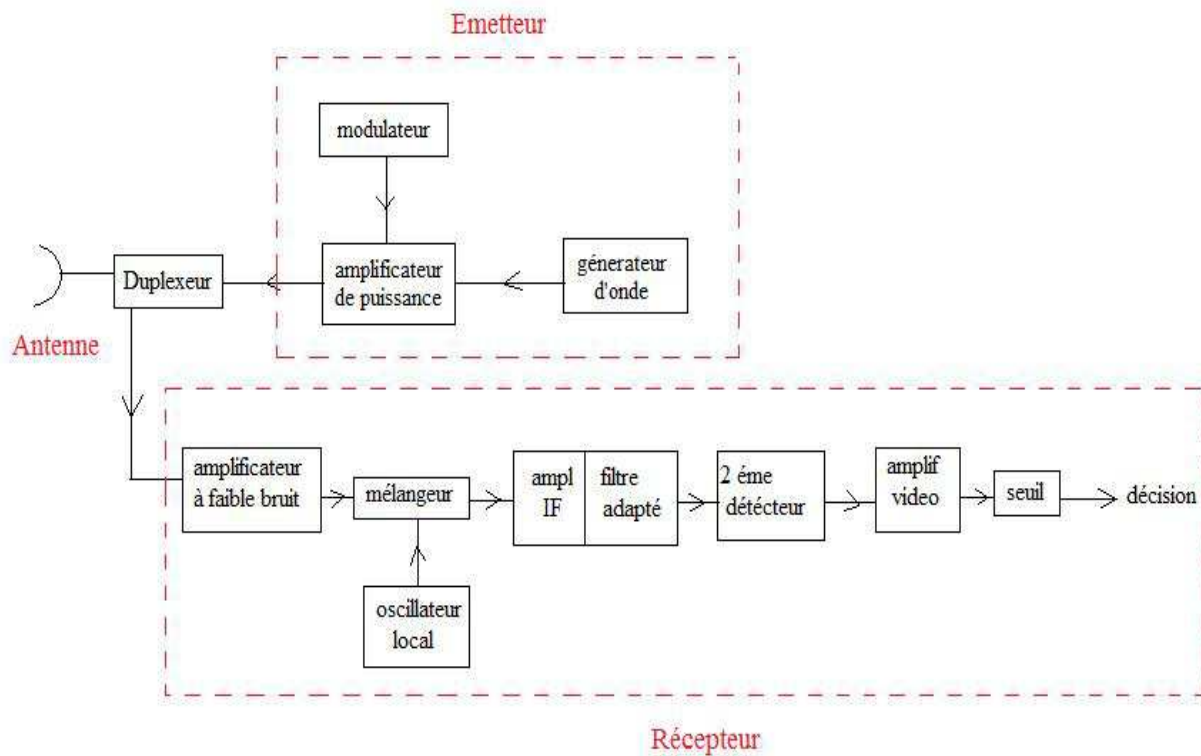 Emetteur
modulateur
Duplexeur
amplificateur
de puissance
génerateur
d'onde
Antenne
amplificateur
à faible bruit
mélangeur
ampl
IF
filtre
adapté
2 éme
détécteur
amplif
video
seuil
décision
oscillateur
local
Récepteur